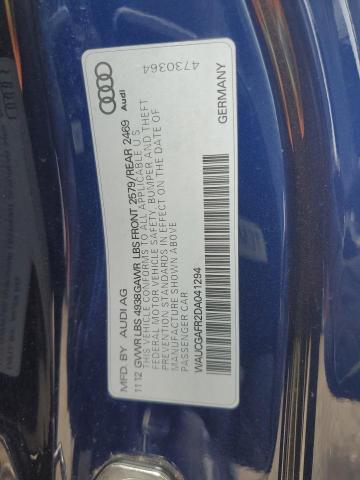 4730364
Audi
MFD. BY AUDI AG
11.12 GVWR LBS 4938 GAWR LBS FRONT 2579/REAR 2469
THIS VEHICLE CONFORMS TO ALL APPLICABLE U.S.
FEDERAL MOTOR VEHICLE SAFETY, BUMPER AND THEFT
PREVENTION STANDARDS IN EFFECT ON THE DATE OF
MANUFACTURE SHOWN ABOVE
PASSENGER CAR
WAUCGAFR2DA041294
GERMANY